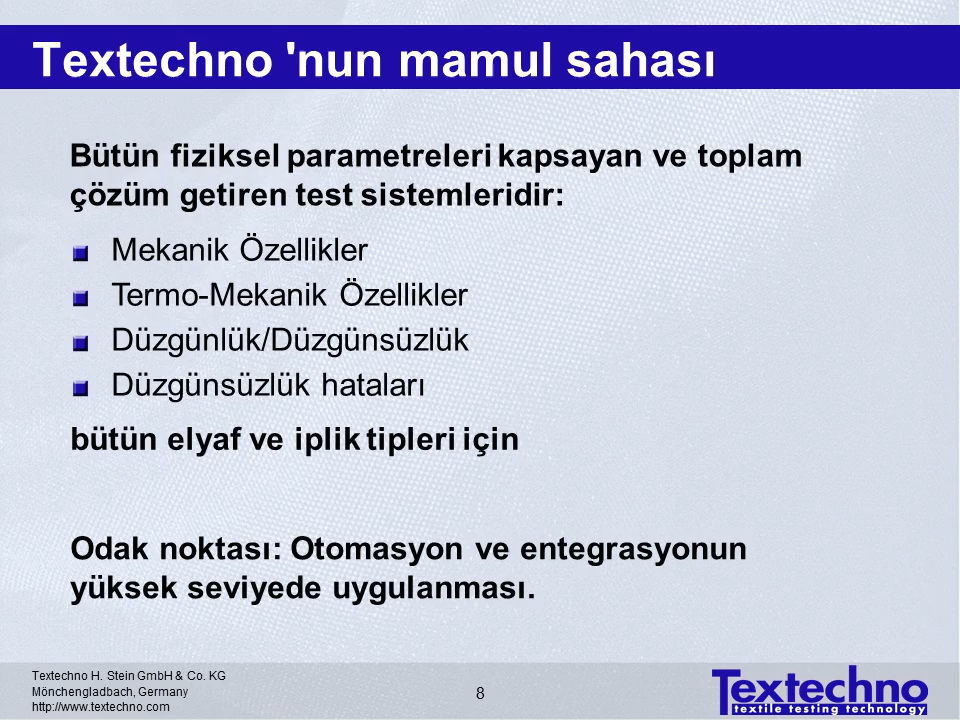 Textechno 'nun mamul sahası
Bütün fiziksel parametreleri kapsayan ve toplam
çözüm getiren test sistemleridir:
Mekanik Özellikler
Termo-Mekanik Özellikler
Düzgünlük/Düzgünsüzlük
Düzgünsüzlük hataları
bütün elyaf ve iplik tipleri için
Odak noktası: Otomasyon ve entegrasyonun
yüksek seviyede uygulanması.
Textechno H. Stein GmbH & Co. KG
Mönchengladbach, Germany
http://www.textechno.com
8
Textechno
textile testing technology